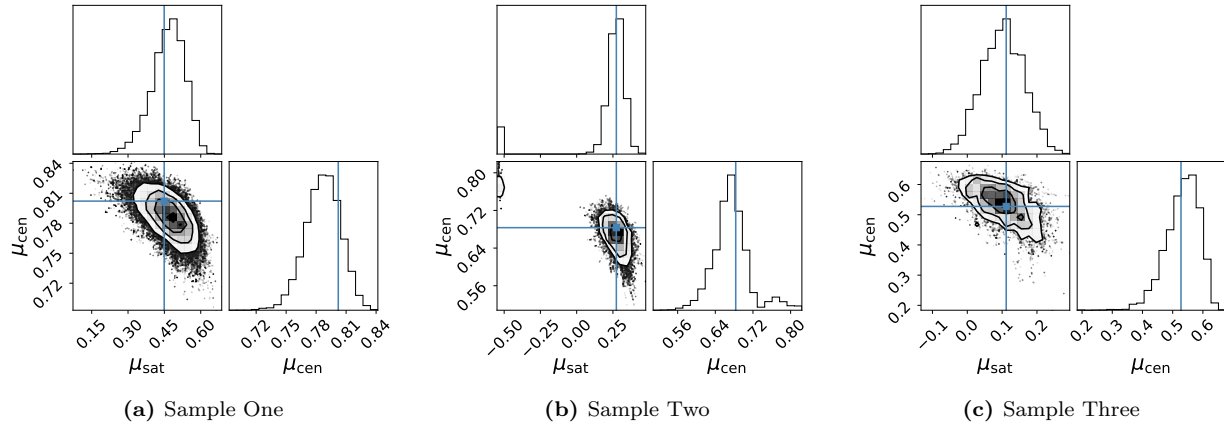 0.84
0.81
0.78
0.75
0.72
μcen
0.15 0.30 0.45 0.60
μsat
0.72 0.75 0.78 0.81 0.84
μcen
(a) Sample One
0.80
0.72
0.64
0.56
μcen
−0.50 −0.25 0.00 0.25
μsat
0.56 0.64 0.72 0.80
μcen
(b) Sample Two
0.6
0.5
0.4
0.3
0.2
μcen
−0.1 0.0 0.1 0.2
μsat
0.2 0.3 0.4 0.5 0.6
μcen
(c) Sample Three